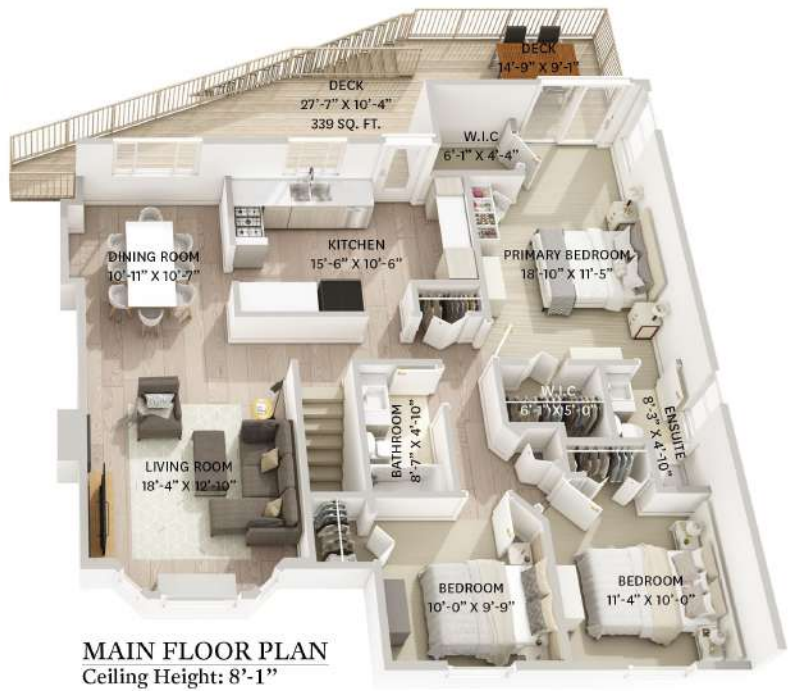 DECK
14'-9" X 9'-1"
DECK
27'-7" X 10'-4"
339 SQ. FT.
W.I.C
6'-1" X 4'-4"
DINING ROOM
10'-11" X 10'-7"
KITCHEN
15'-6" X 10'-6"
PRIMARY BEDROOM
18'-10" X 11'-5"
W.I.C
6'-1" X 5'-0"
ENSUITE
8'-3" X 4'-10"
BATHROOM
8'-7" X 4'-10"
LIVING ROOM
18'-4" X 12'-10"
BEDROOM
10'-0" X 9'-9"
BEDROOM
11'-4" X 10'-0"
MAIN FLOOR PLAN
Ceiling Height: 8'-1"